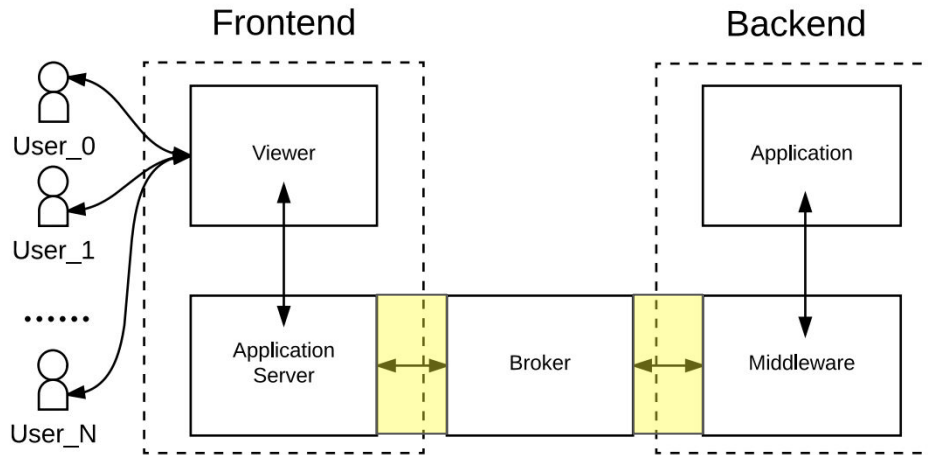 Frontend
Backend
User_0
Viewer
Application
User_1
......
Application
Server
Broker
Middleware
User_N